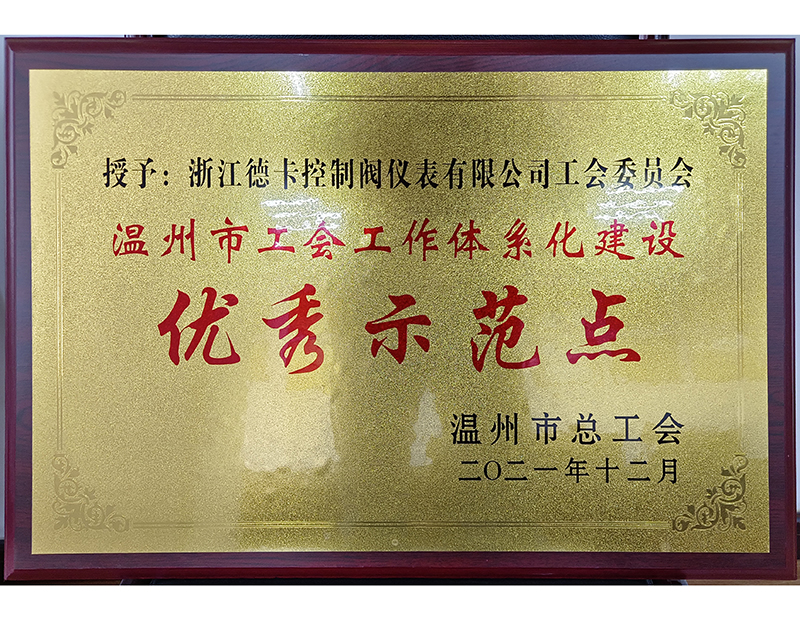 授予：浙江德卡控制阀仪表有限公司工会委员会
温州市工会工作体系化建设
优秀示范点
温州市总工会
二〇二一年十二月